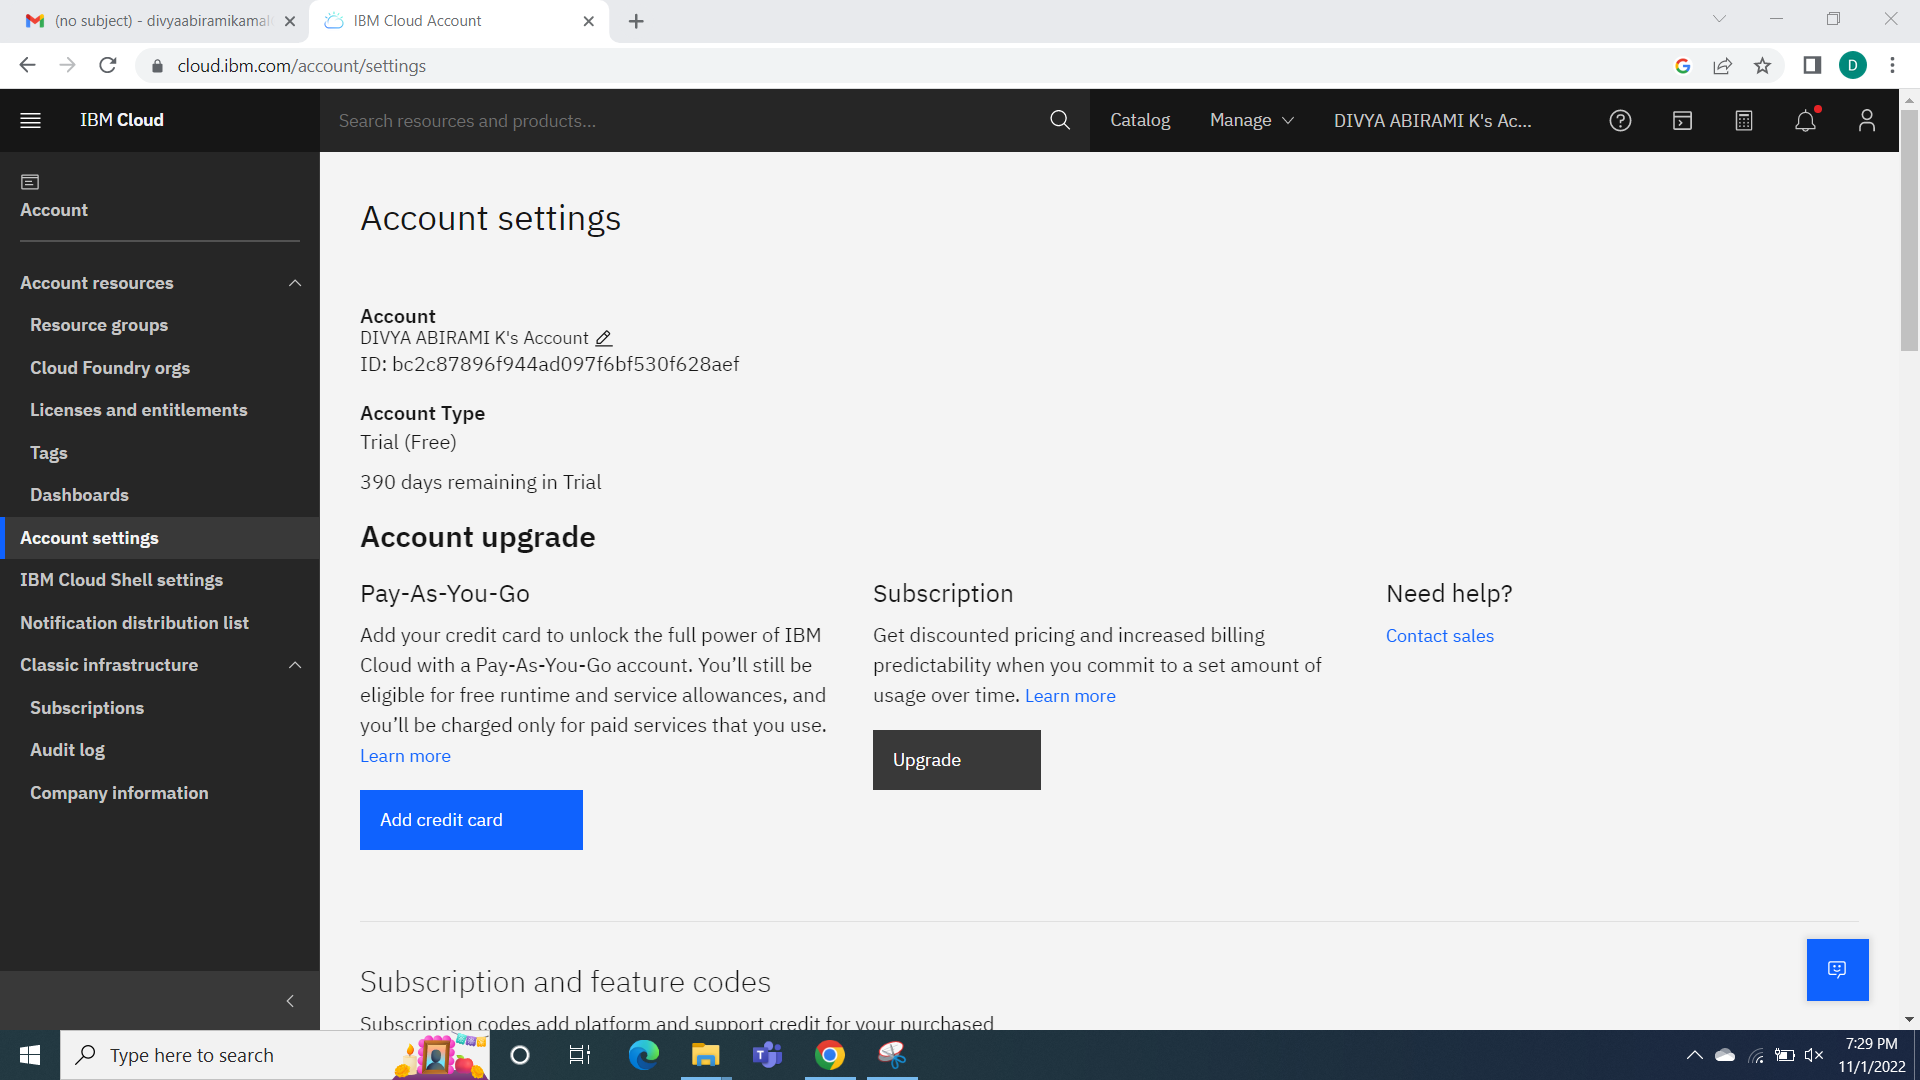 (no subject) - divyaabiramikamal
IBM Cloud Account
cloud.ibm.com/account/settings
D
IBM Cloud
Search resources and products...
Catalog
Manage
DIVYA ABIRAMI K's Ac...
Account
Account resources
Resource groups
Cloud Foundry orgs
Licenses and entitlements
Tags
Dashboards
Account settings
IBM Cloud Shell settings
Notification distribution list
Classic infrastructure
Subscriptions
Audit log
Company information
Account settings
Account
DIVYA ABIRAMI K's Account
ID: bc2c87896f944ad097f6bf530f628aef
Account Type
Trial (Free)
390 days remaining in Trial
Account upgrade
Pay-As-You-Go
Add your credit card to unlock the full power of IBM
Cloud with a Pay-As-You-Go account. You’ll still be
eligible for free runtime and service allowances, and
you’ll be charged only for paid services that you use.
Learn more
Add credit card
Subscription
Get discounted pricing and increased billing
predictability when you commit to a set amount of
usage over time. Learn more
Upgrade
Need help?
Contact sales
Subscription and feature codes
Subscription codes add platform and support credit for your purchased
Type here to search
7:29 PM
11/1/2022